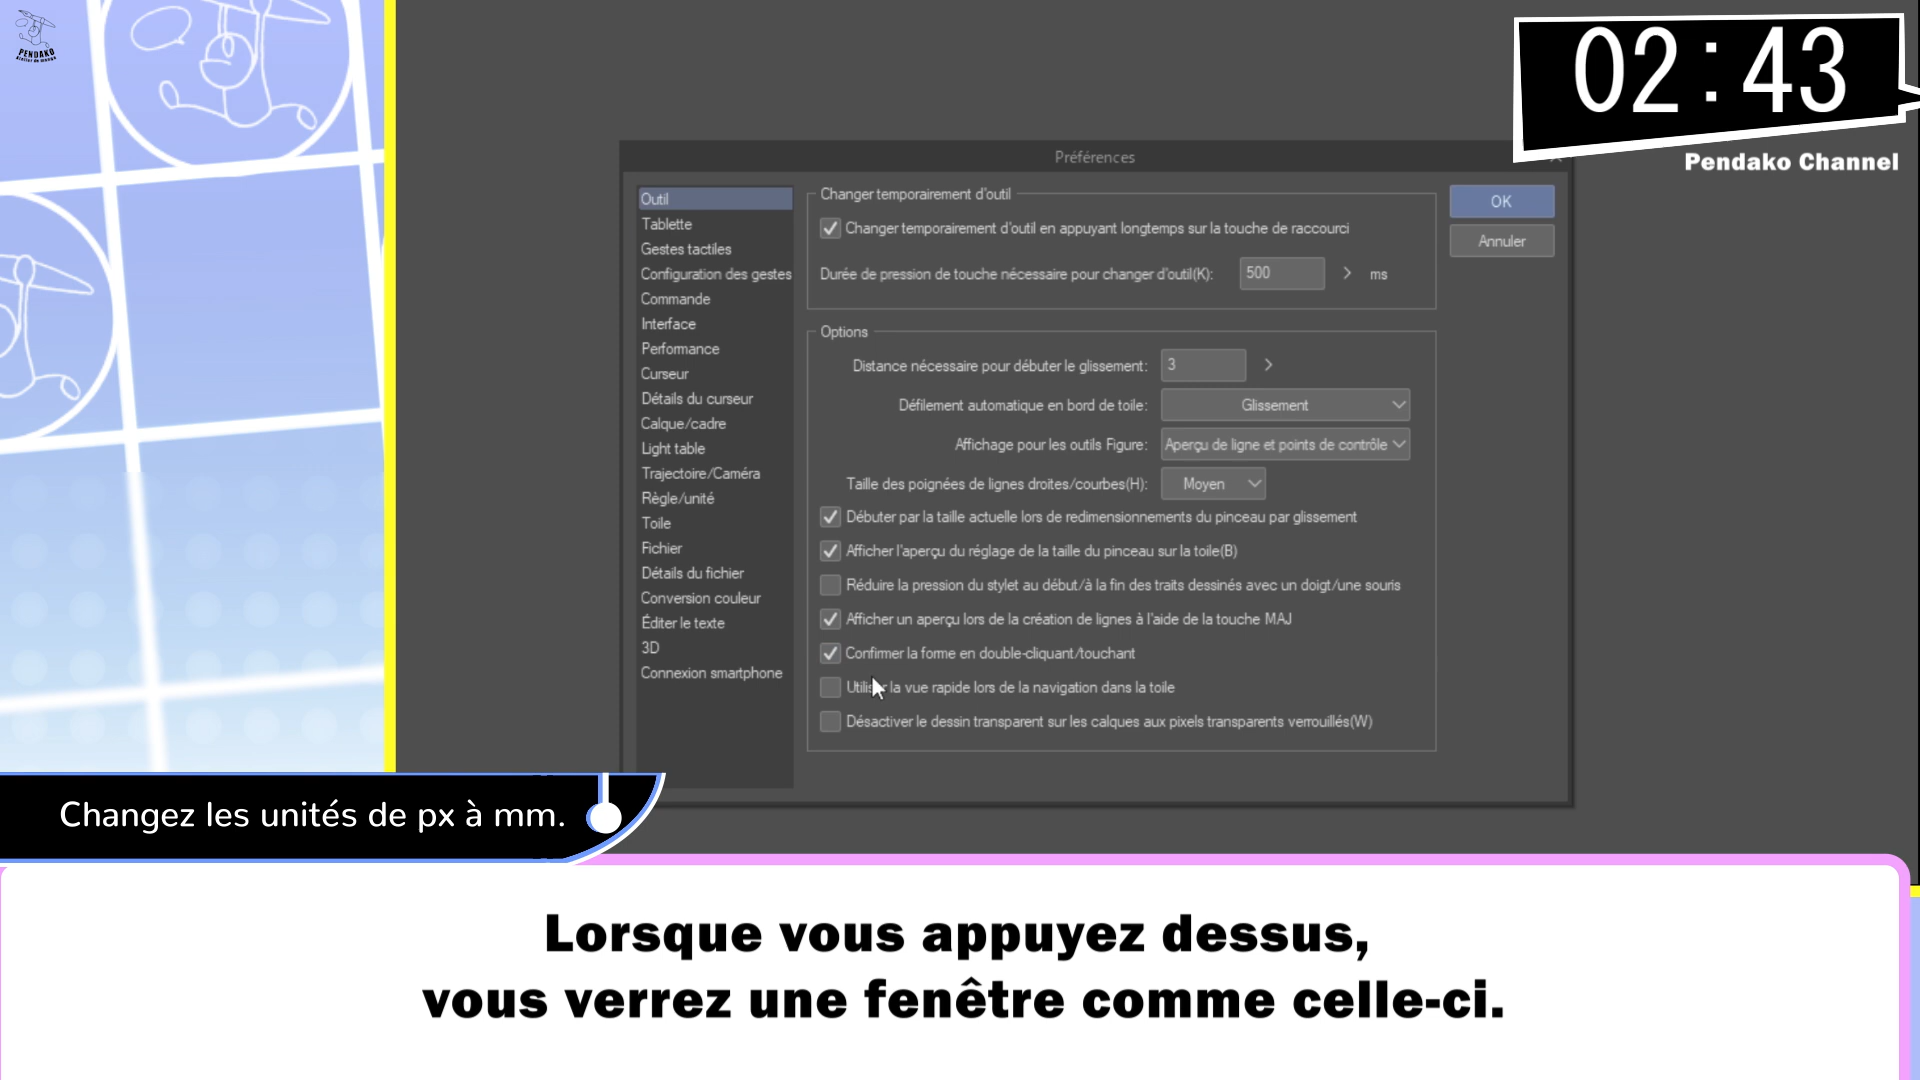 PENDAKO
Atelier de manga
02:43
Pendako Channel
Préférences
Outil
Tablette
Gestes tactiles
Configuration des gestes
Commande
Interface
Performance
Curseur
Détails du curseur
Calque/cadre
Light table
Trajectoire/Caméra
Règle/unité
Toile
Fichier
Détails du fichier
Conversion couleur
Éditer le texte
3D
Connexion smartphone
Changer temporairement d'outil
Changer temporairement d'outil en appuyant longtemps sur la touche de raccourci
Durée de pression de touche nécessaire pour changer d'outil(K): 500 > ms
Options
Distance nécessaire pour débuter le glissement: 3 >
Défilement automatique en bord de toile: Glissement
Affichage pour les outils Figure: Aperçu de ligne et points de contrôle
Taille des poignées de lignes droites/courbes(H): Moyen
Débuter par la taille actuelle lors de redimensionnements du pinceau par glissement
Afficher l'aperçu du réglage de la taille du pinceau sur la toile(B)
Réduire la pression du stylet au début/à la fin des traits dessinés avec un doigt/une souris
Afficher un aperçu lors de la création de lignes à l'aide de la touche MAJ
Confirmer la forme en double-cliquant/touchant
Utiliser la vue rapide lors de la navigation dans la toile
Désactiver le dessin transparent sur les calques aux pixels transparents verrouillés(W)
OK
Annuler
Changez les unités de px à mm.
Lorsque vous appuyez dessus,
vous verrez une fenêtre comme celle-ci.